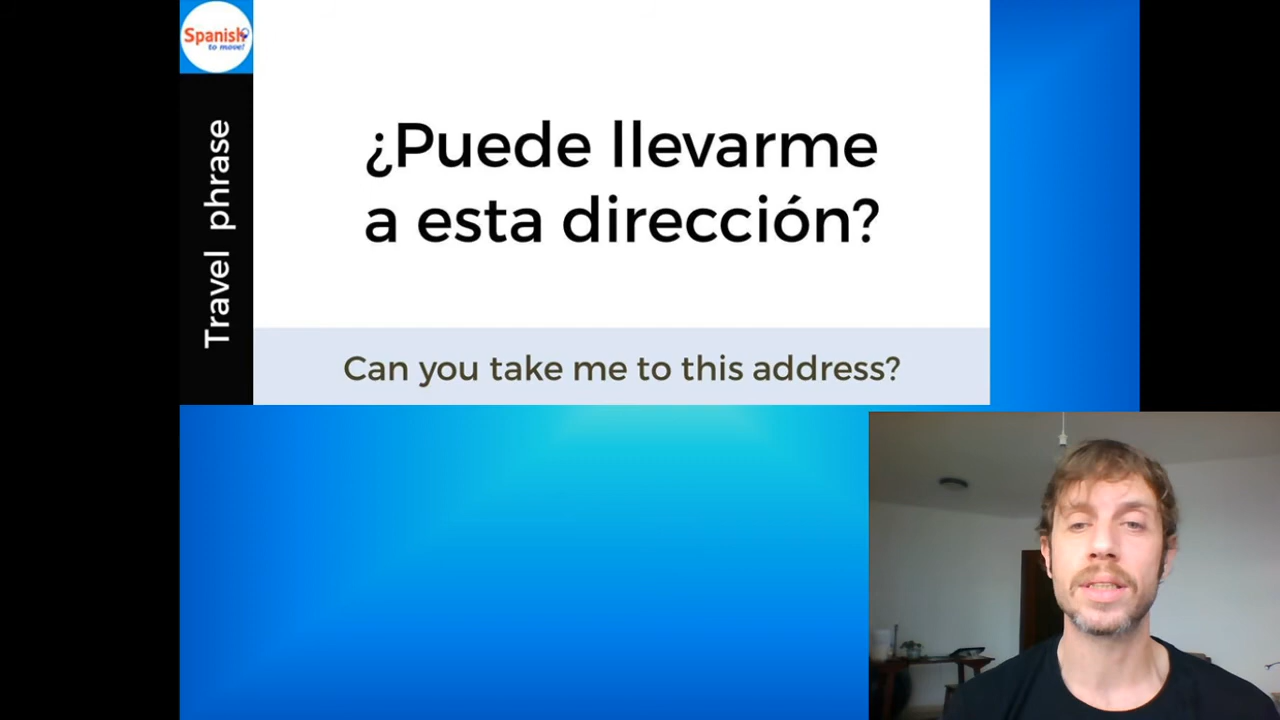 Spanish
to move!
Travel phrase
¿Puede llevarme
a esta dirección?
Can you take me to this address?